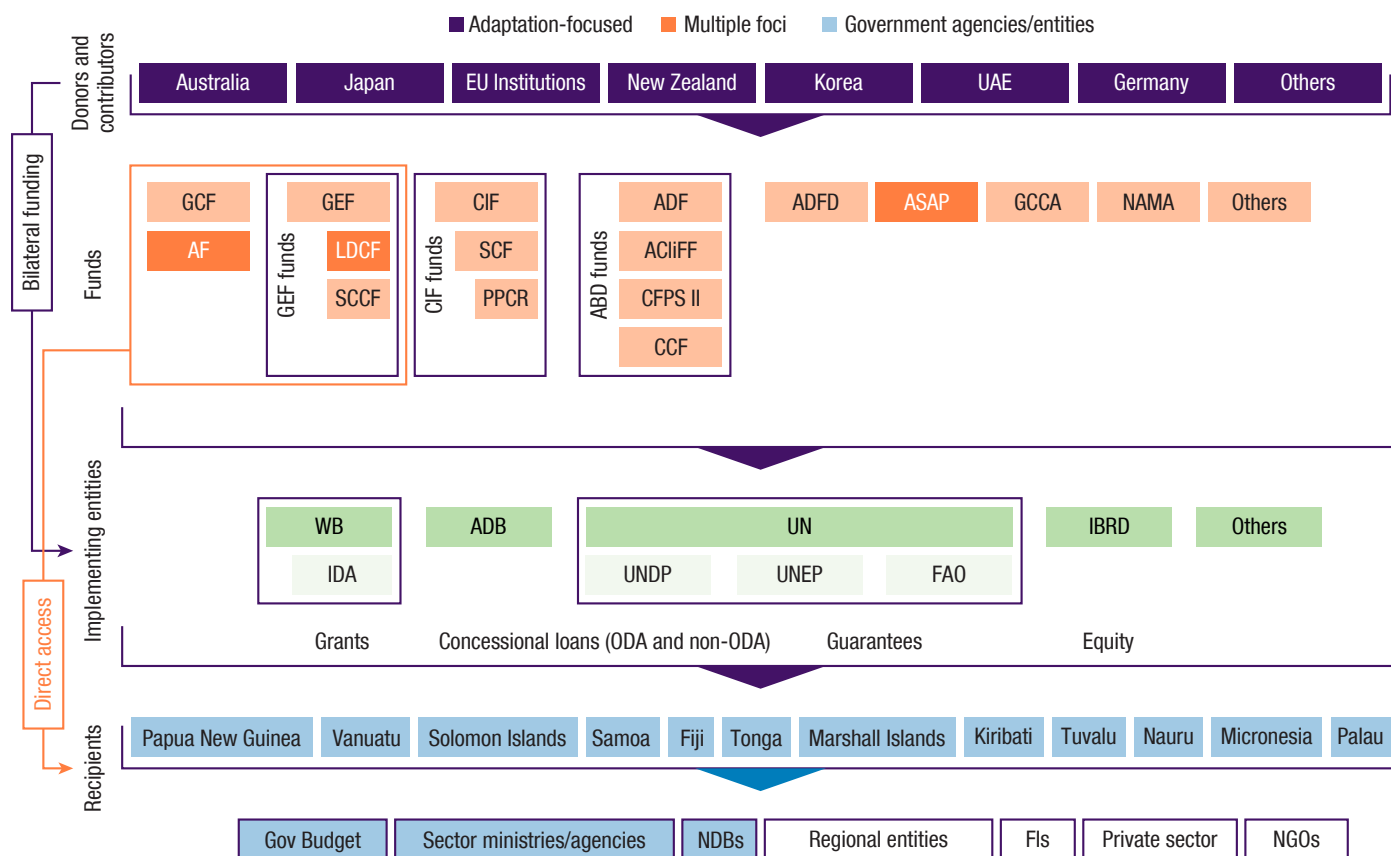 Adaptation-focused Multiple foci Government agencies/entities
Donors and
contributors
Australia Japan EU Institutions New Zealand Korea UAE Germany Others
Bilateral funding
Funds
GCF GEF CIF ADF ADFD ASAP GCCA NAMA Others
AF LDCF SCF ACliFF
SCCF PPCR CFPS II
CCF
GEF funds
CIF funds
ABD funds
Implementing entities
WB ADB UN IBRD Others
IDA UNDP UNEP FAO
Direct access
Grants Concessional loans (ODA and non-ODA) Guarantees Equity
Recipients
Papua New Guinea Vanuatu Solomon Islands Samoa Fiji Tonga Marshall Islands Kiribati Tuvalu Nauru Micronesia Palau
Gov Budget Sector ministries/agencies NDBs Regional entities FIs Private sector NGOs